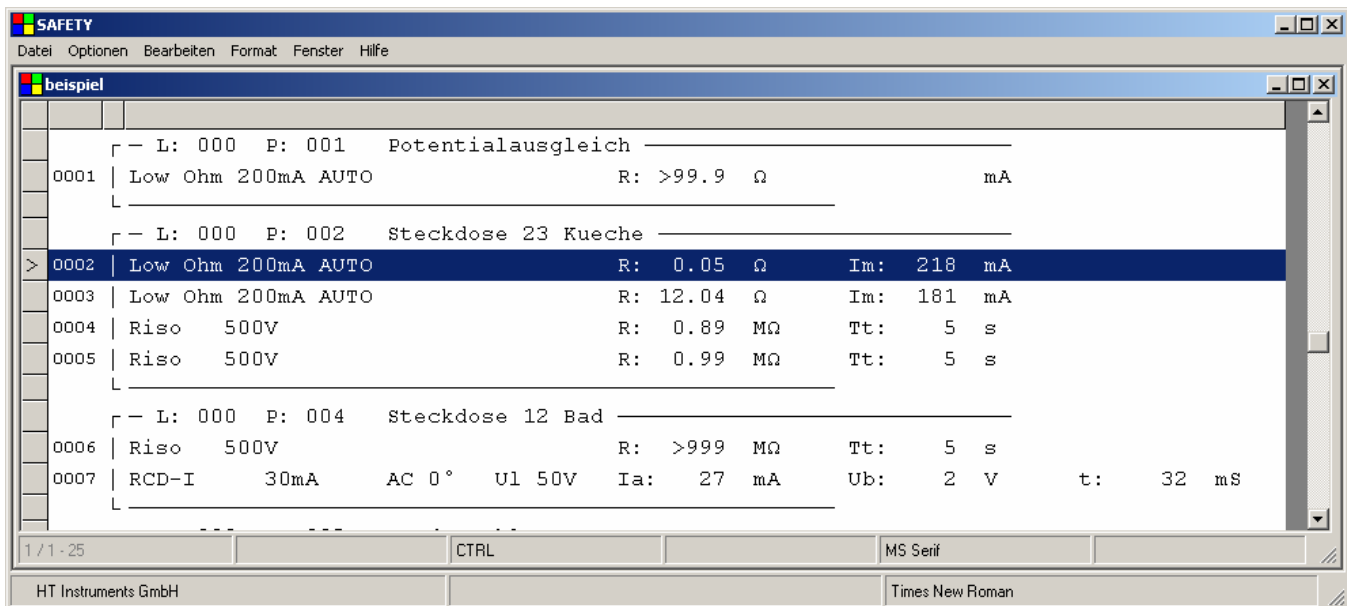 SAFETY
Datei Optionen Bearbeiten Format Fenster Hilfe
beispiel
L: 000 P: 001 Potentialausgleich
0001 | Low Ohm 200mA AUTO R: >99.9 Ω mA
L: 000 P: 002 Steckdose 23 Kueche
> 0002 | Low Ohm 200mA AUTO R: 0.05 Ω Im: 218 mA
0003 | Low Ohm 200mA AUTO R: 12.04 Ω Im: 181 mA
0004 | Riso 500V R: 0.89 MΩ Tt: 5 s
0005 | Riso 500V R: 0.99 MΩ Tt: 5 s
L: 000 P: 004 Steckdose 12 Bad
0006 | Riso 500V R: >999 MΩ Tt: 5 s
0007 | RCD-I 30mA AC 0° Ul 50V Ia: 27 mA Ub: 2 V t: 32 mS
1 / 1 - 25 CTRL MS Serif
HT Instruments GmbH Times New Roman